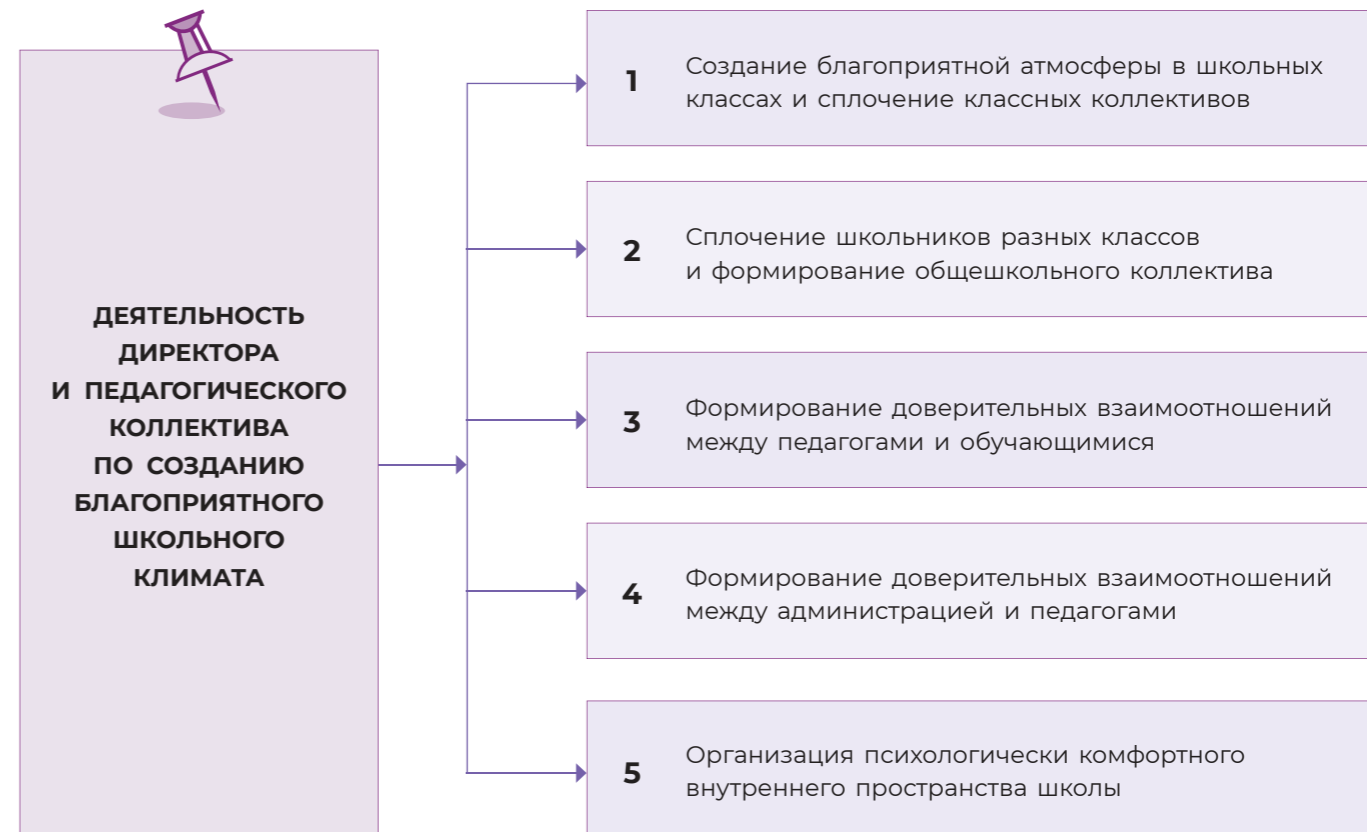 ДЕЯТЕЛЬНОСТЬ
ДИРЕКТОРА
И ПЕДАГОГИЧЕСКОГО
КОЛЛЕКТИВА
ПО СОЗДАНИЮ
БЛАГОПРИЯТНОГО
ШКОЛЬНОГО
КЛИМАТА
1
Создание благоприятной атмосферы в школьных
классах и сплочение классных коллективов
2
Сплочение школьников разных классов
и формирование общешкольного коллектива
3
Формирование доверительных взаимоотношений
между педагогами и обучающимися
4
Формирование доверительных взаимоотношений
между администрацией и педагогами
5
Организация психологически комфортного
внутреннего пространства школы